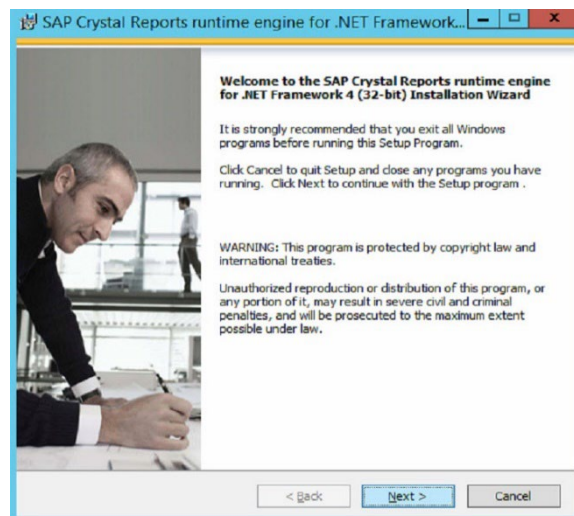 SAP Crystal Reports runtime engine for .NET Framework...
Welcome to the SAP Crystal Reports runtime engine
for .NET Framework 4 (32-bit) Installation Wizard
It is strongly recommended that you exit all Windows
programs before running this Setup Program.
Click Cancel to quit Setup and close any programs you have
running. Click Next to continue with the Setup program .
WARNING: This program is protected by copyright law and
international treaties.
Unauthorized reproduction or distribution of this program, or
any portion of it, may result in severe civil and criminal
penalties, and will be prosecuted to the maximum extent
possible under law.
< Back Next > Cancel